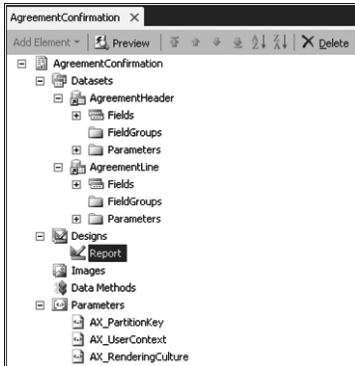 AgreementConfirmation
Add Element Preview Delete
AgreementConfirmation
Datasets
AgreementHeader
Fields
FieldGroups
Parameters
AgreementLine
Fields
FieldGroups
Parameters
Designs
Report
Images
Data Methods
Parameters
AX_PartitionKey
AX_UserContext
AX_RenderingCulture